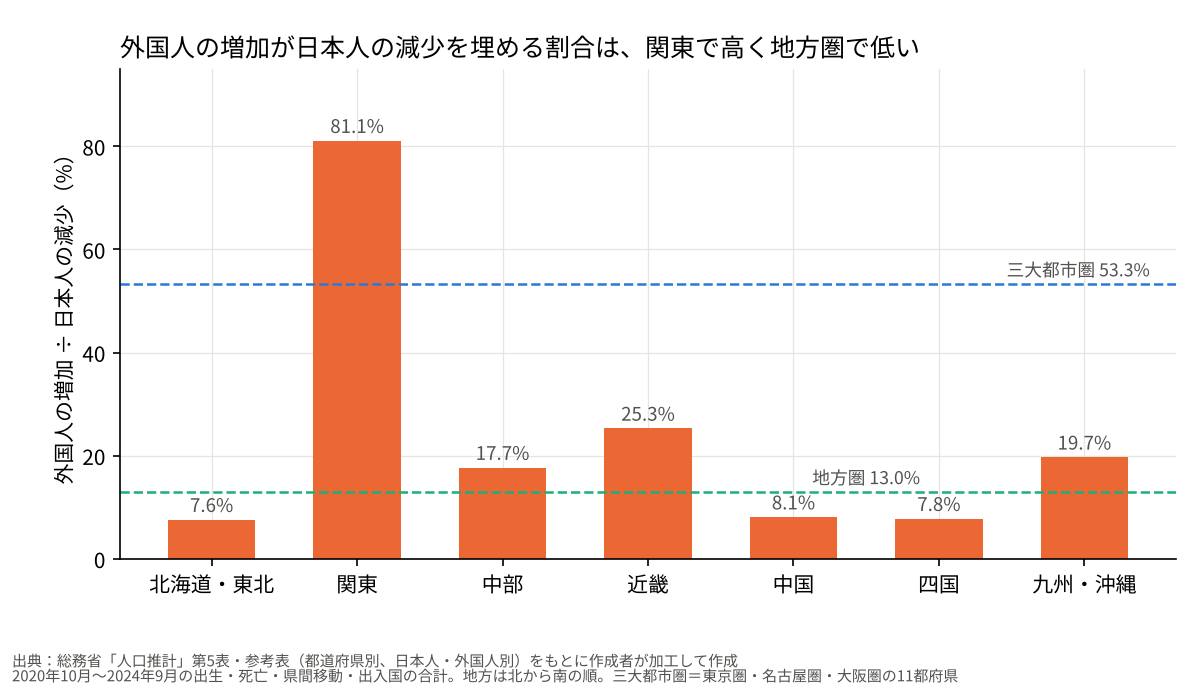 外国人の増加が日本人の減少を埋める割合は、関東で高く地方圏で低い
外国人の増加 ÷ 日本人の減少（%）
80
60
40
20
0
7.6%
81.1%
17.7%
25.3%
8.1%
7.8%
19.7%
三大都市圏 53.3%
地方圏 13.0%
北海道・東北
関東
中部
近畿
中国
四国
九州・沖縄
出典：総務省「人口推計」第5表・参考表（都道府県別、日本人・外国人別）をもとに作成者が加工して作成
2020年10月～2024年9月の出生・死亡・県間移動・出入国の合計。地方は北から南の順。三大都市圏＝東京圏・名古屋圏・大阪圏の11都府県